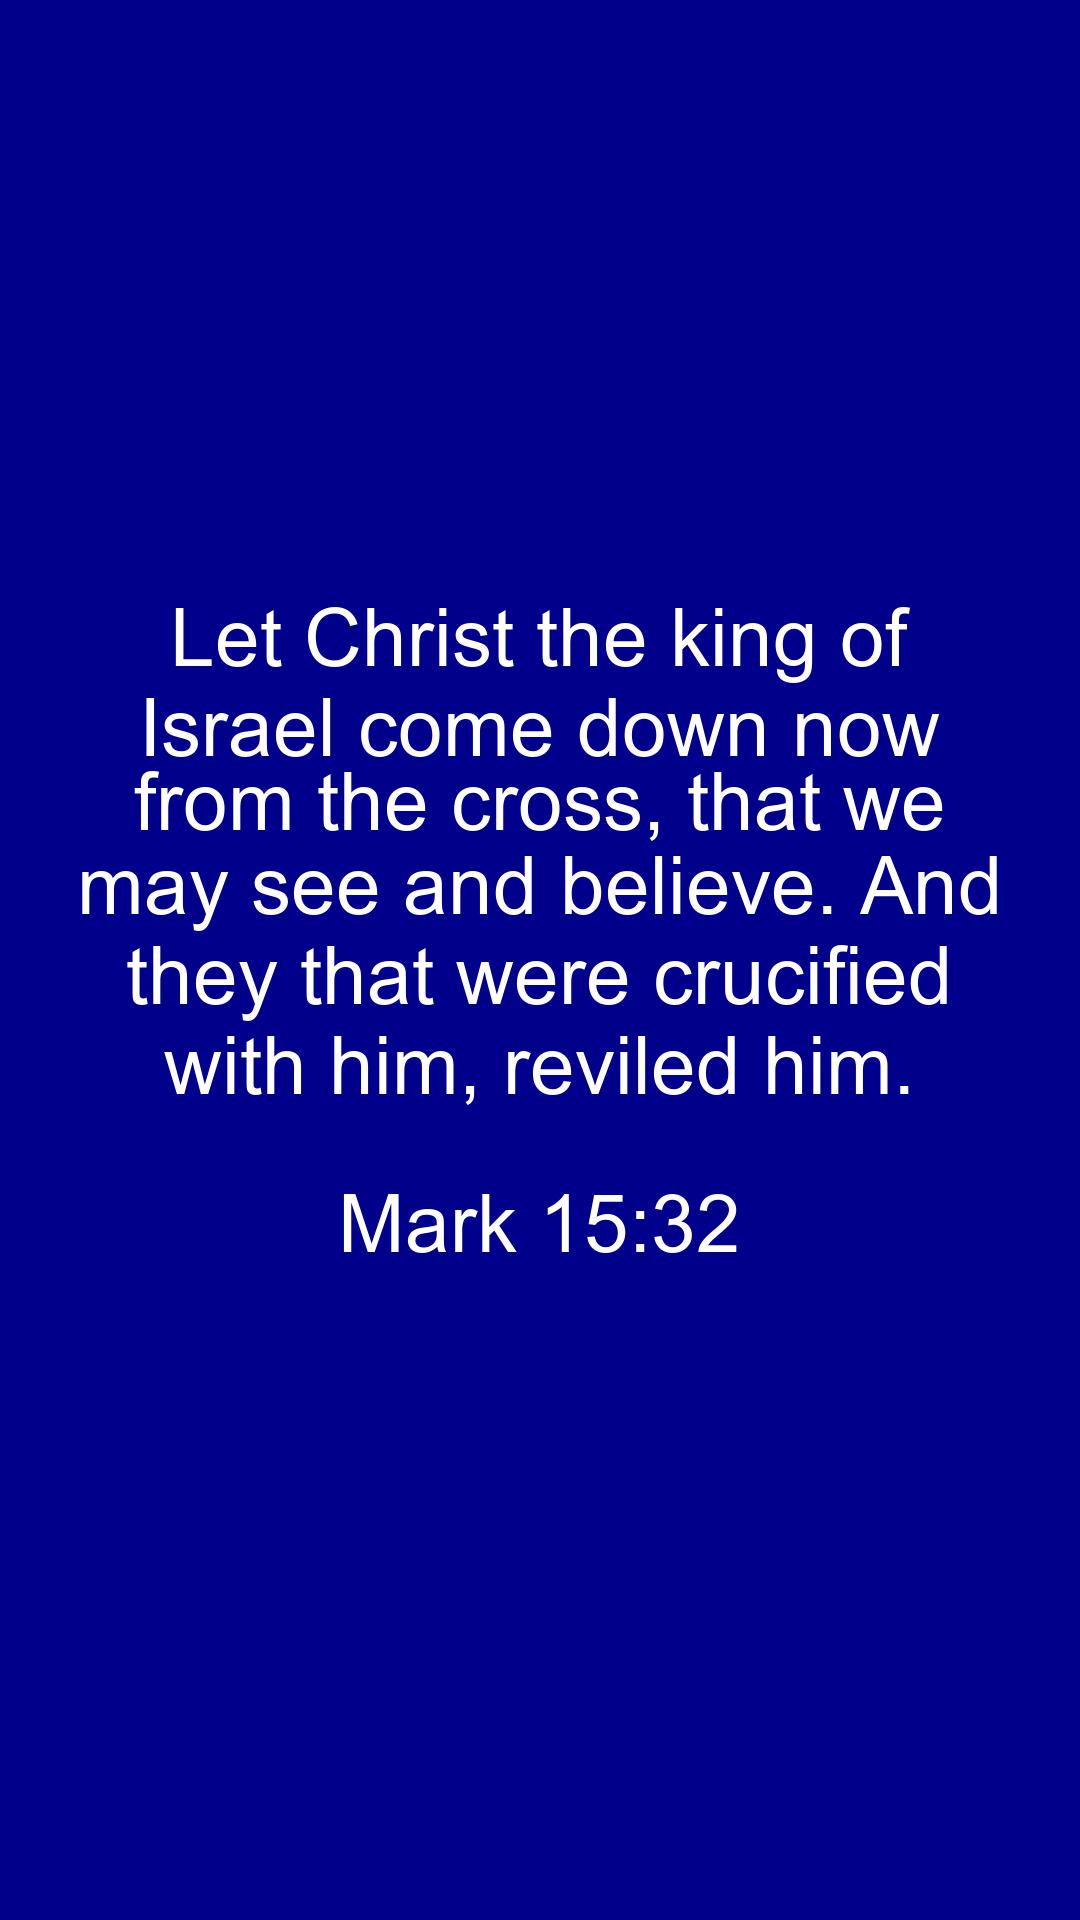 Let Christ the king of
Israel come down now
from the cross, that we
may see and believe. And
they that were crucified
with him, reviled him.
Mark 15:32